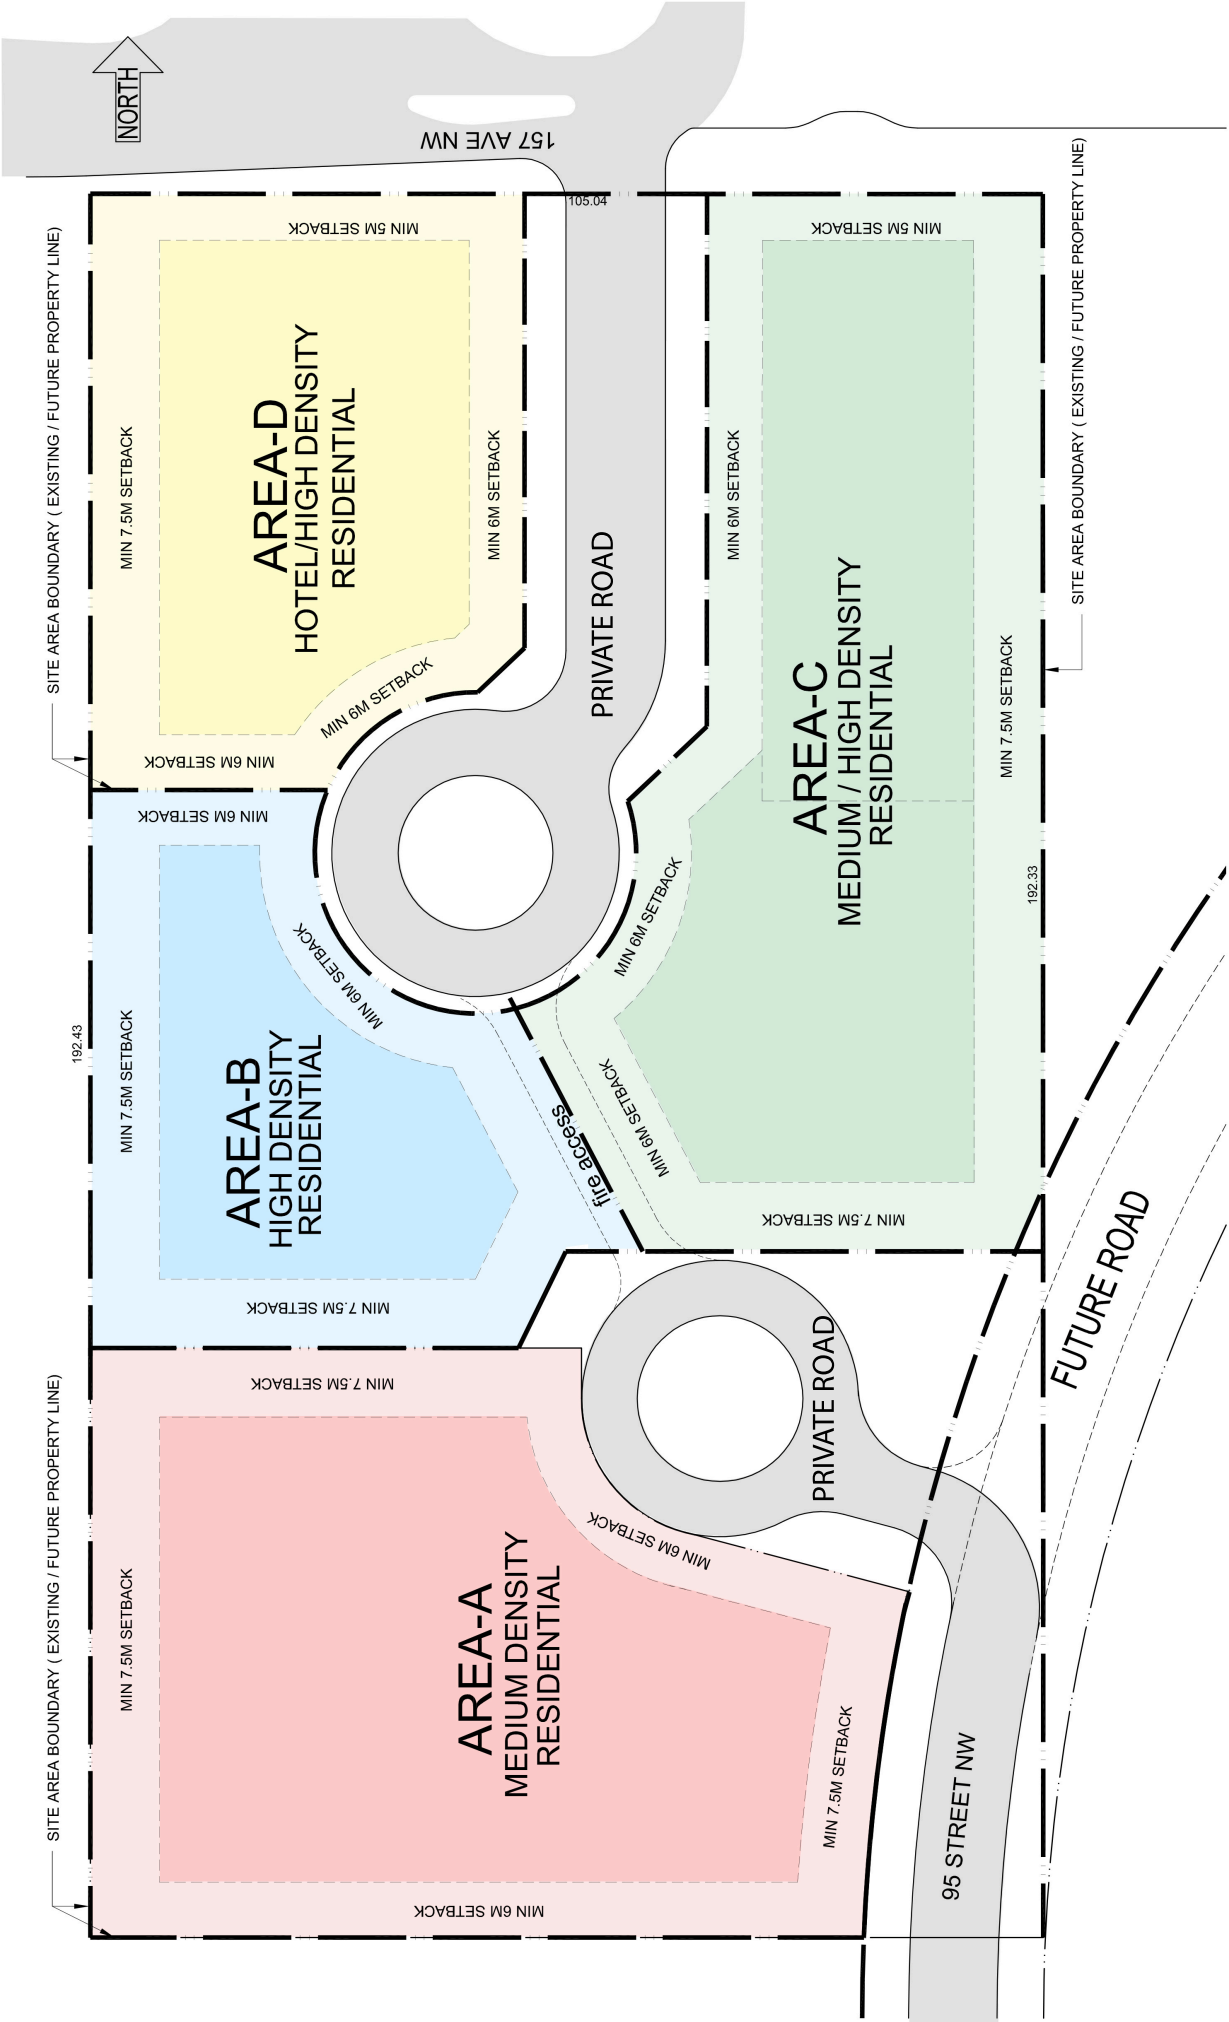 NORTH
157 AVE NW
105.04
SITE AREA BOUNDARY ( EXISTING / FUTURE PROPERTY LINE)
SITE AREA BOUNDARY ( EXISTING / FUTURE PROPERTY LINE)
MIN 5M SETBACK
MIN 5M SETBACK
AREA-D
HOTEL/HIGH DENSITY
RESIDENTIAL
MIN 7.5M SETBACK
MIN 6M SETBACK
MIN 6M SETBACK
MIN 6M SETBACK
PRIVATE ROAD
MIN 6M SETBACK
AREA-C
MEDIUM / HIGH DENSITY
RESIDENTIAL
MIN 7.5M SETBACK
192.33
MIN 6M SETBACK
MIN 6M SETBACK
MIN 7.5M SETBACK
MIN 6M SETBACK
MIN 6M SETBACK
192.43
MIN 7.5M SETBACK
AREA-B
HIGH DENSITY
RESIDENTIAL
fire access
MIN 7.5M SETBACK
FUTURE ROAD
PRIVATE ROAD
SITE AREA BOUNDARY ( EXISTING / FUTURE PROPERTY LINE)
MIN 7.5M SETBACK
MIN 7.5M SETBACK
MIN 6M SETBACK
AREA-A
MEDIUM DENSITY
RESIDENTIAL
MIN 7.5M SETBACK
MIN 6M SETBACK
95 STREET NW